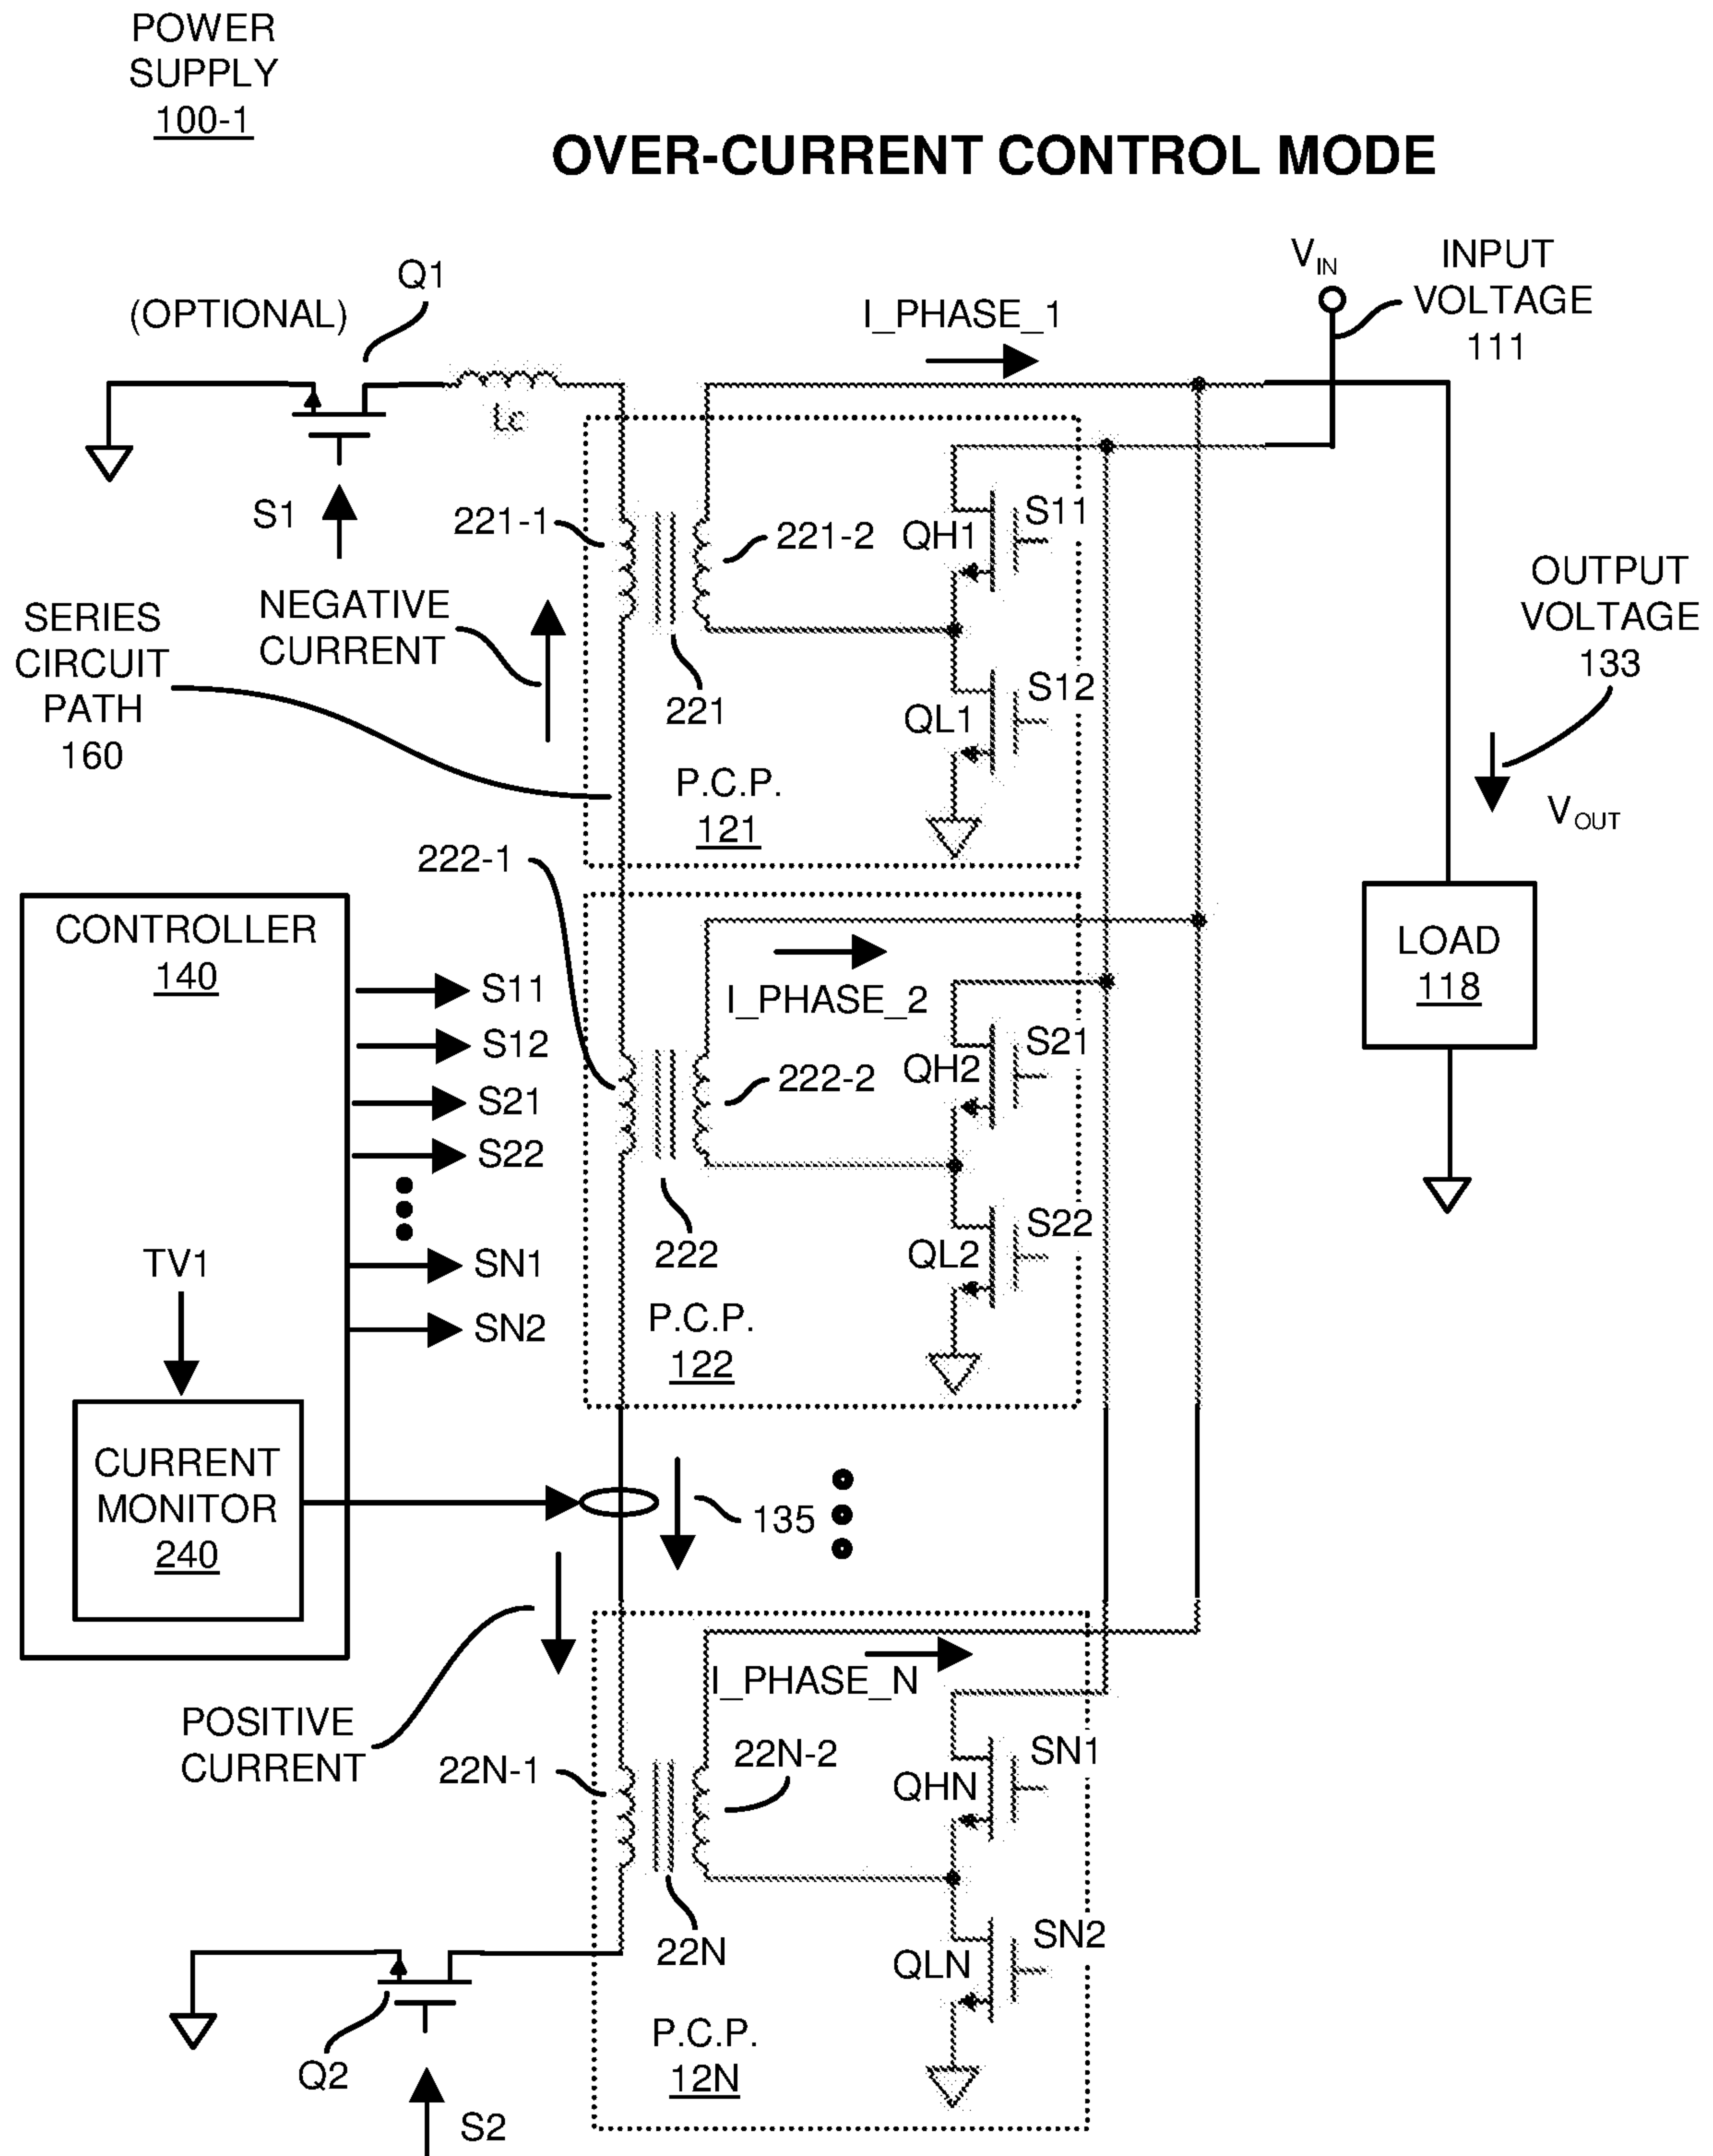 POWER
SUPPLY
100-1
OVER-CURRENT CONTROL MODE
(OPTIONAL)
Q1
Lc
S1
I_PHASE_1
VIN
INPUT
VOLTAGE
111
221-1
221-2
QH1
S11
NEGATIVE
CURRENT
SERIES
CIRCUIT
PATH
160
221
QL1
S12
P.C.P.
121
OUTPUT
VOLTAGE
133
VOUT
222-1
CONTROLLER
140
S11
S12
S21
S22
SN1
SN2
TV1
CURRENT
MONITOR
240
I_PHASE_2
222-2
QH2
S21
222
QL2
S22
P.C.P.
122
LOAD
118
135
POSITIVE
CURRENT
I_PHASE_N
22N-1
22N-2
QHN
SN1
22N
QLN
SN2
P.C.P.
12N
Q2
S2